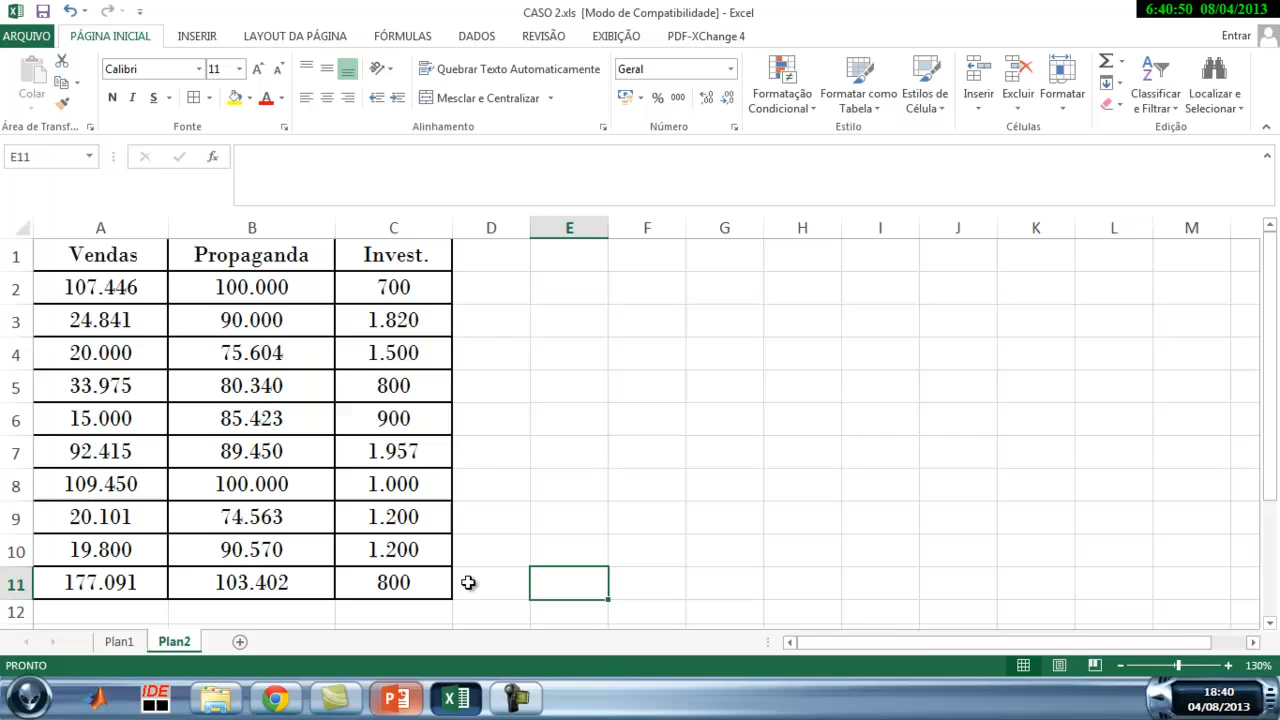 CASO 2.xls [Modo de Compatibilidade] - Excel
6:40:50 08/04/2013
ARQUIVO PÁGINA INICIAL INSERIR LAYOUT DA PÁGINA FÓRMULAS DADOS REVISÃO EXIBIÇÃO PDF-XChange 4 Entrar
Colar
Calibri 11
N I S
Quebrar Texto Automaticamente
Mesclar e Centralizar
Geral
% 000
Formatação Condicional
Formatar como Tabela
Estilos de Célula
Inserir Excluir Formatar
Classificar e Filtrar
Localizar e Selecionar
Área de Transf... Fonte Alinhamento Número Estilo Células Edição
E11 fx
A B C D E F G H I J K L M
1 Vendas Propaganda Invest.
2 107.446 100.000 700
3 24.841 90.000 1.820
4 20.000 75.604 1.500
5 33.975 80.340 800
6 15.000 85.423 900
7 92.415 89.450 1.957
8 109.450 100.000 1.000
9 20.101 74.563 1.200
10 19.800 90.570 1.200
11 177.091 103.402 800
12
Plan1 Plan2
PRONTO 130%
IDE
18:40
04/08/2013